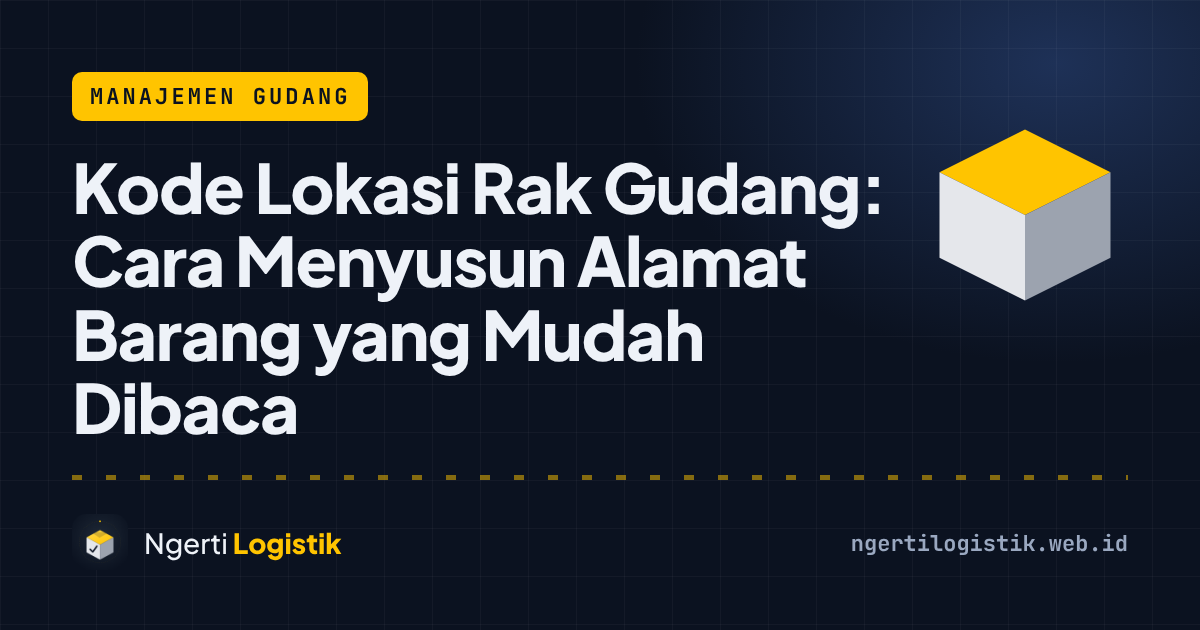 MANAJEMEN GUDANG
Kode Lokasi Rak Gudang:
Cara Menyusun Alamat
Barang yang Mudah
Dibaca
Ngerti Logistik
ngertilogistik.web.id